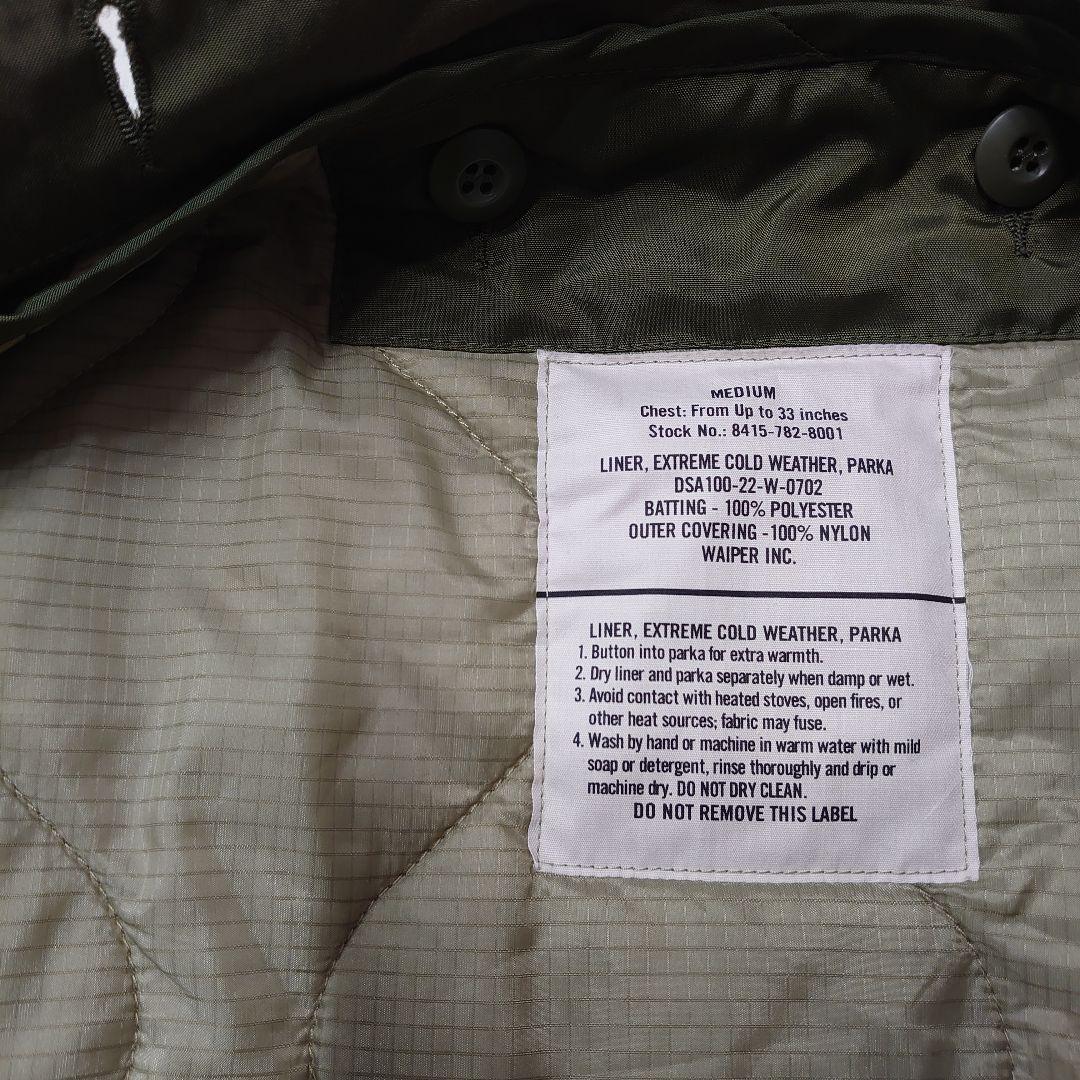 MEDIUM
Chest: From Up to 33 inches
Stock No.: 8415-782-8001
LINER, EXTREME COLD WEATHER, PARKA
DSA100-22-W-0702
BATTING - 100% POLYESTER
OUTER COVERING -100% NYLON
WAIPER INC.
LINER, EXTREME COLD WEATHER, PARKA
1. Button into parka for extra warmth.
2. Dry liner and parka separately when damp or wet.
3. Avoid contact with heated stoves, open fires, or
other heat sources; fabric may fuse.
4. Wash by hand or machine in warm water with mild
soap or detergent, rinse thoroughly and drip or
machine dry. DO NOT DRY CLEAN.
DO NOT REMOVE THIS LABEL